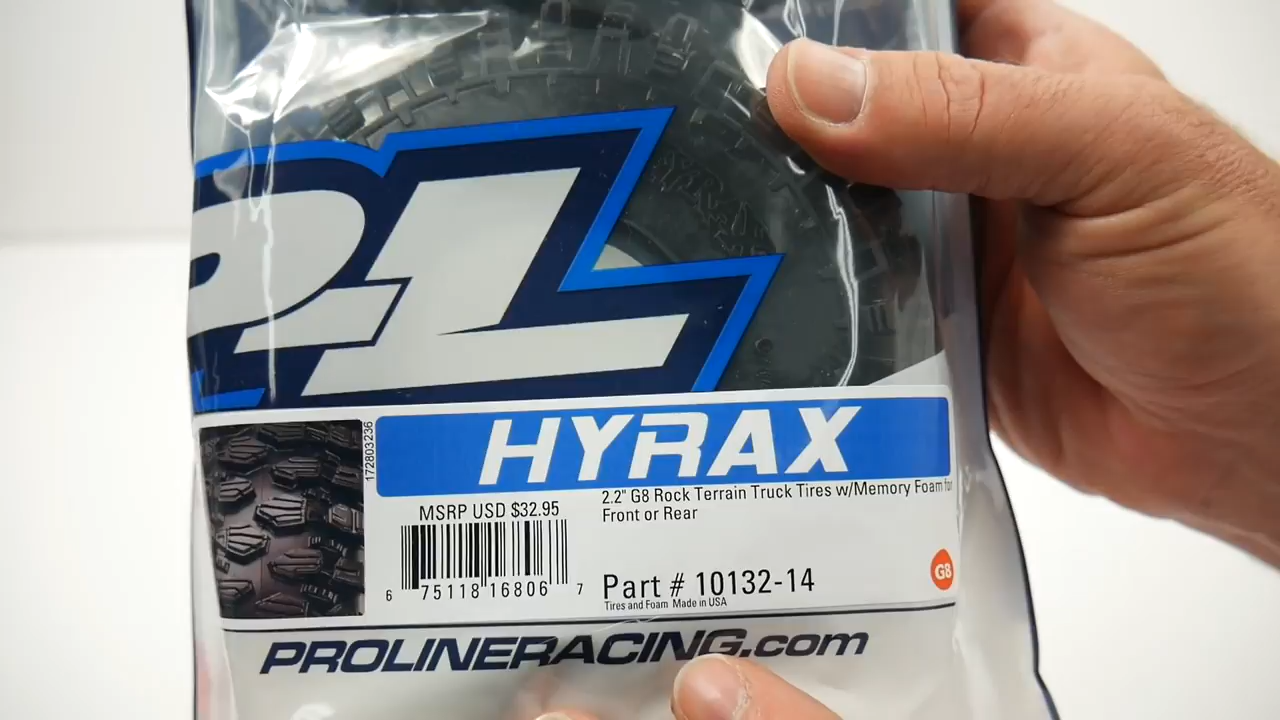 PL
HYRAX
172803236
2.2" G8 Rock Terrain Truck Tires w/Memory Foam for
Front or Rear
MSRP USD $32.95
6 75118 16806 7
Part # 10132-14
Tires and Foam Made in USA
G8
PROLINERACING.com